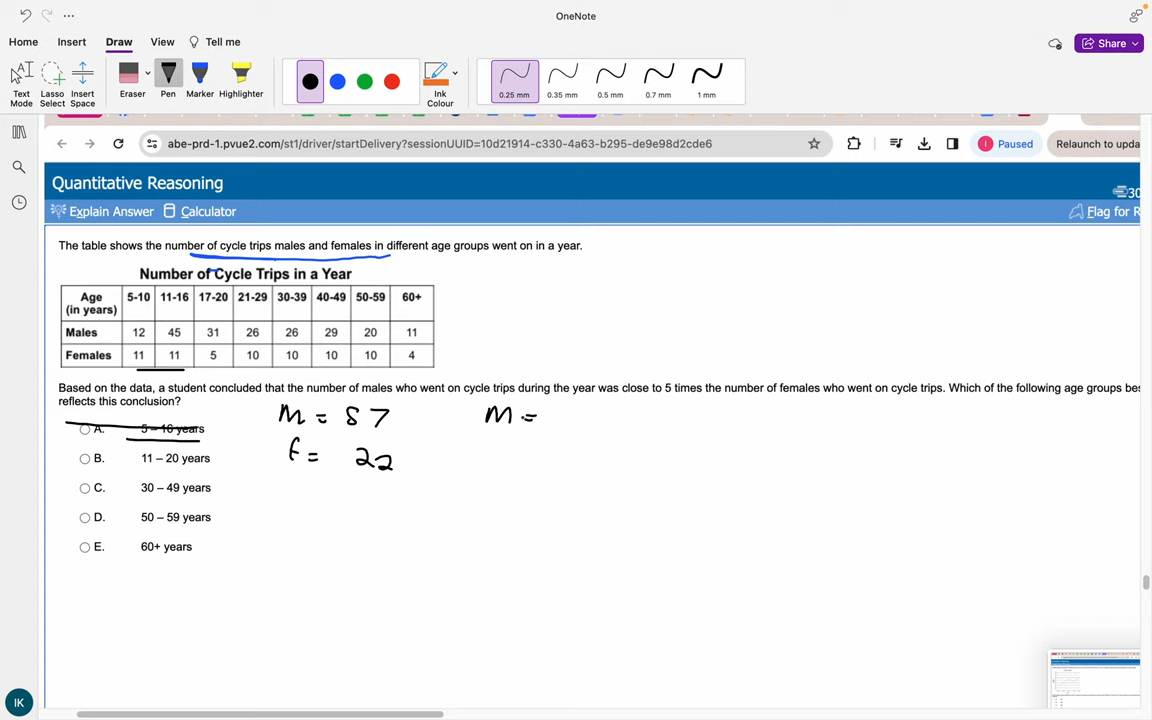 OneNote
Home Insert Draw View Tell me
Share
Text Mode
Lasso Select
Insert Space
Eraser
Pen
Marker
Highlighter
Ink Colour
0.25 mm 0.35 mm 0.5 mm 0.7 mm 1 mm
abe-prd-1.pvue2.com/st1/driver/startDelivery?sessionUUID=10d21914-c330-4a63-b295-de9e98d2cde6
I Paused
Relaunch to upda
Quantitative Reasoning
30
Explain Answer Calculator
Flag for R
The table shows the number of cycle trips males and females in different age groups went on in a year.
Number of Cycle Trips in a Year
Age (in years) 5-10 11-16 17-20 21-29 30-39 40-49 50-59 60+
Males 12 45 31 26 26 29 20 11
Females 11 11 5 10 10 10 10 4
Based on the data, a student concluded that the number of males who went on cycle trips during the year was close to 5 times the number of females who went on cycle trips. Which of the following age groups bes
reflects this conclusion?
M = 57 M =
A. 5 – 16 years
F = 22
B. 11 – 20 years
C. 30 – 49 years
D. 50 – 59 years
E. 60+ years
IK